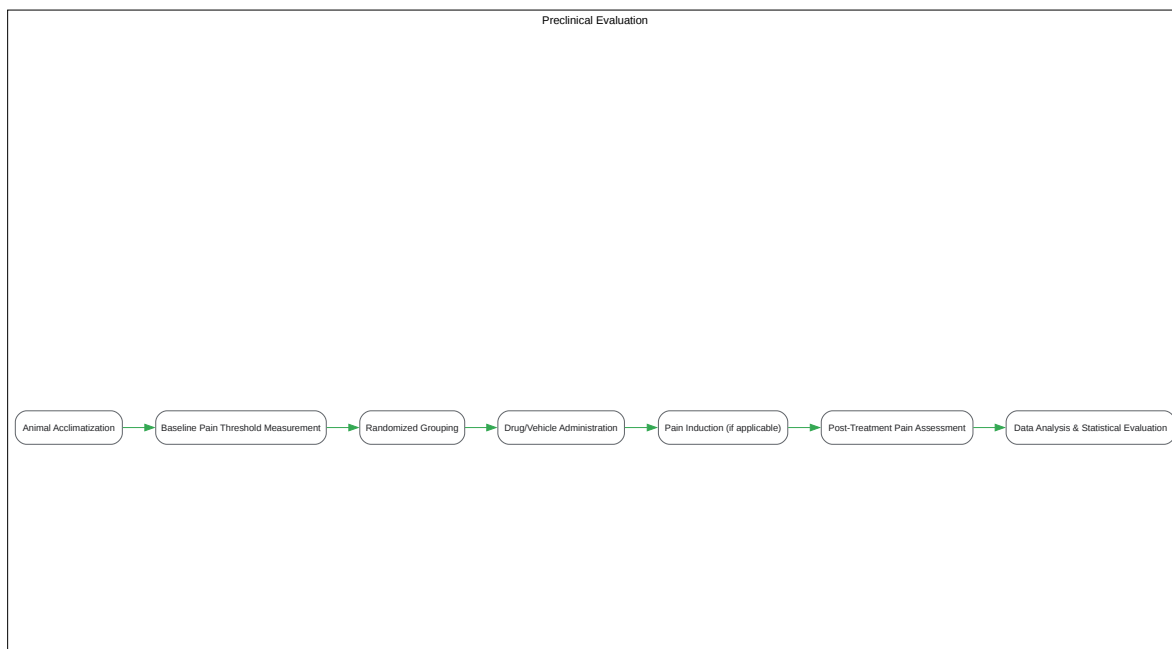 Preclinical Evaluation
Animal Acclimatization
Baseline Pain Threshold Measurement
Randomized Grouping
Drug/Vehicle Administration
Pain Induction (if applicable)
Post-Treatment Pain Assessment
Data Analysis & Statistical Evaluation